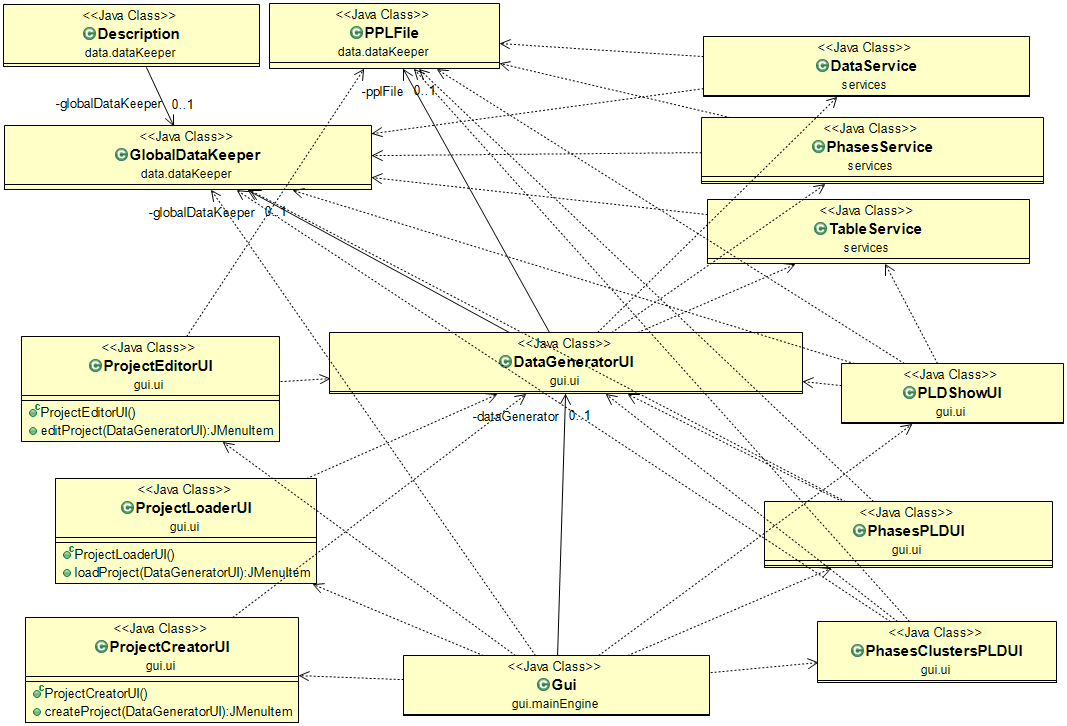 <<Java Class>>
Description
data.dataKeeper
<<Java Class>>
PPLFile
data.dataKeeper
<<Java Class>>
DataService
services
-globalDataKeeper 0..1
-pplFile 0..1
<<Java Class>>
GlobalDataKeeper
data.dataKeeper
<<Java Class>>
PhasesService
services
-globalDataKeeper 0..1
<<Java Class>>
TableService
services
<<Java Class>>
ProjectEditorUI
gui.ui
ProjectEditorUI()
editProject(DataGeneratorUI):JMenuItem
<<Java Class>>
DataGeneratorUI
gui.ui
<<Java Class>>
PLDShowUI
gui.ui
-dataGenerator 0..1
<<Java Class>>
ProjectLoaderUI
gui.ui
ProjectLoaderUI()
loadProject(DataGeneratorUI):JMenuItem
<<Java Class>>
PhasesPLDUI
gui.ui
<<Java Class>>
ProjectCreatorUI
gui.ui
ProjectCreatorUI()
createProject(DataGeneratorUI):JMenuItem
<<Java Class>>
Gui
gui.mainEngine
<<Java Class>>
PhasesClustersPLDUI
gui.ui